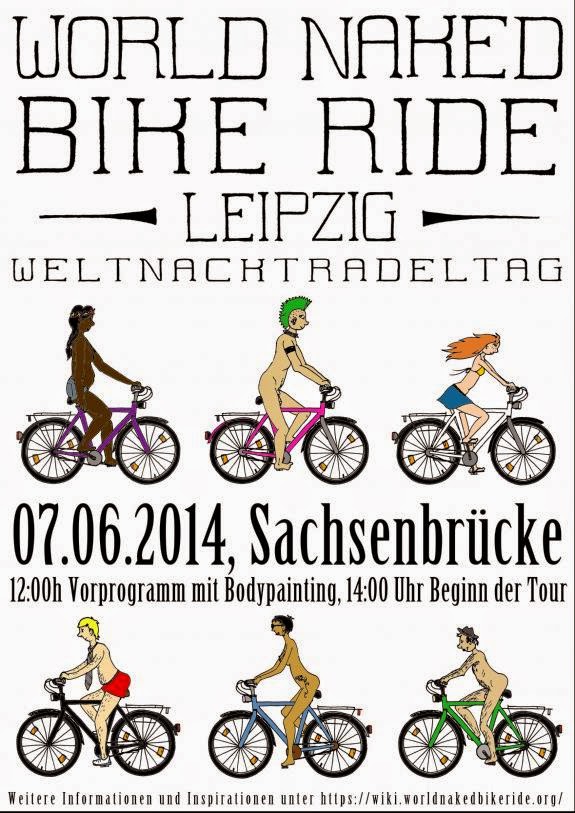 WORLD NAKED
BIKE RIDE
LEIPZIG
WELTNACKTRADELTAG
07.06.2014, Sachsenbrücke
12:00h Vorprogramm mit Bodypainting, 14:00 Uhr Beginn der Tour
Weitere Informationen und Inspirationen unter https://wiki.worldnakedbikeride.org/